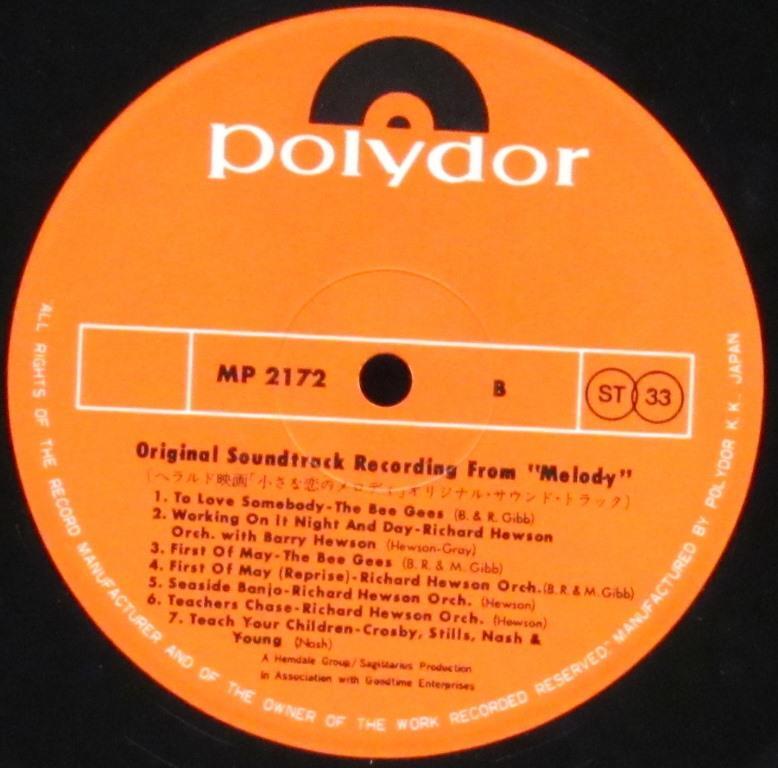 polydor
MP 2172
B
ST 33
Original Soundtrack Recording From "Melody"
(ヘラルド映画「小さな恋のメロディ」オリジナル・サウンド・トラック)
1. To Love Somebody-The Bee Gees (B. & R. Gibb)
2. Working On It Night And Day-Richard Hewson
Orch. with Barry Hewson (Hewson-Gray)
3. First Of May-The Bee Gees (B. R. & M. Gibb)
4. First Of May (Reprise)-Richard Hewson Orch. (B. R. & M. Gibb)
5. Seaside Banjo-Richard Hewson Orch. (Hewson)
6. Teachers Chase-Richard Hewson Orch. (Hewson)
7. Teach Your Children-Crosby, Stills, Nash &
Young (Nash)
A Hemdale Group/Sagittarius Production
In Association with Goodtime Enterprises
ALL RIGHTS OF THE RECORD MANUFACTURER AND OF THE OWNER OF THE WORK RECORDED RESERVED: MANUFACTURED BY POLYDOR K.K. JAPAN